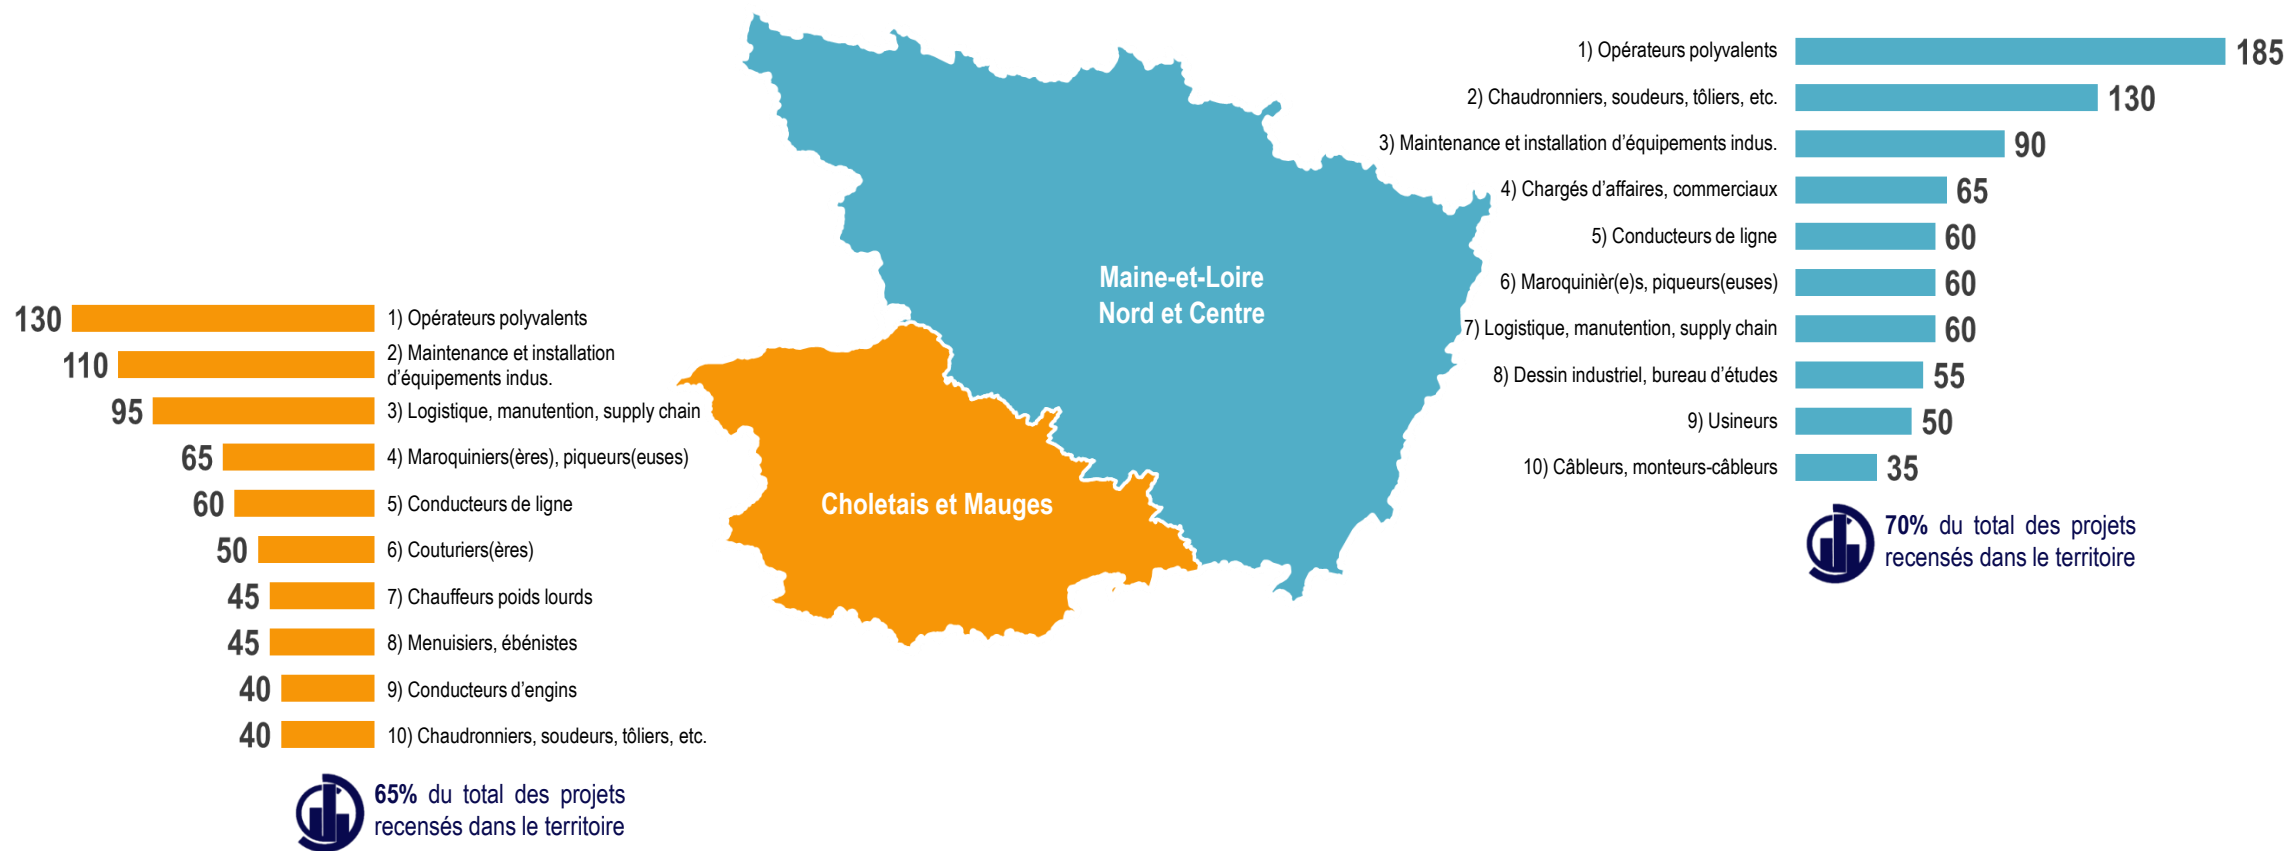 130 1) Opérateurs polyvalents
110 2) Maintenance et installation
d'équipements indus.
95 3) Logistique, manutention, supply chain
65 4) Maroquiniers(ères), piqueurs(euses)
60 5) Conducteurs de ligne
50 6) Couturiers(ères)
45 7) Chauffeurs poids lourds
45 8) Menuisiers, ébénistes
40 9) Conducteurs d'engins
40 10) Chaudronniers, soudeurs, tôliers, etc.
65% du total des projets
recensés dans le territoire
Maine-et-Loire
Nord et Centre
Choletais et Mauges
1) Opérateurs polyvalents 185
2) Chaudronniers, soudeurs, tôliers, etc. 130
3) Maintenance et installation d'équipements indus. 90
4) Chargés d'affaires, commerciaux 65
5) Conducteurs de ligne 60
6) Maroquinièr(e)s, piqueurs(euses) 60
7) Logistique, manutention, supply chain 60
8) Dessin industriel, bureau d'études 55
9) Usineurs 50
10) Câbleurs, monteurs-câbleurs 35
70% du total des projets
recensés dans le territoire